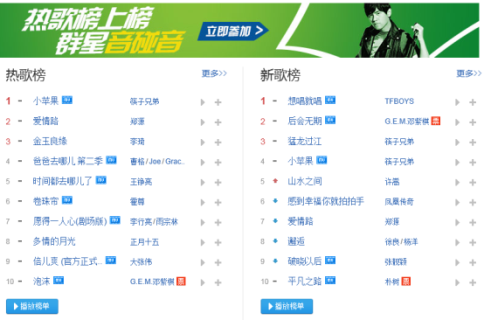 热歌榜上榜
群星音碰音
立即参加 >
热歌榜 更多>>
1 小苹果 筷子兄弟
2 爱情路 郑源
3 金玉良缘 李琦
4 爸爸去哪儿 第二季 曹格/Joe/Grac..
5 时间都去哪儿了 王铮亮
6 卷珠帘 霍尊
7 愿得一人心(剧场版) 李行亮/雨宗林
8 多情的月光 正月十五
9 倍儿爽 (官方正式... 大张伟
10 泡沫 G.E.M.邓紫棋
播放榜单
新歌榜 更多>>
1 想唱就唱 TFBOYS
2 后会无期 G.E.M.邓紫棋
3 猛龙过江 筷子兄弟
4 小苹果 筷子兄弟
5 山水之间 许嵩
6 感到幸福你就拍拍手 凤凰传奇
7 爱情路 郑源
8 邂逅 徐良/杨洋
9 破晓以后 张靓颖
10 平凡之路 朴树
播放榜单